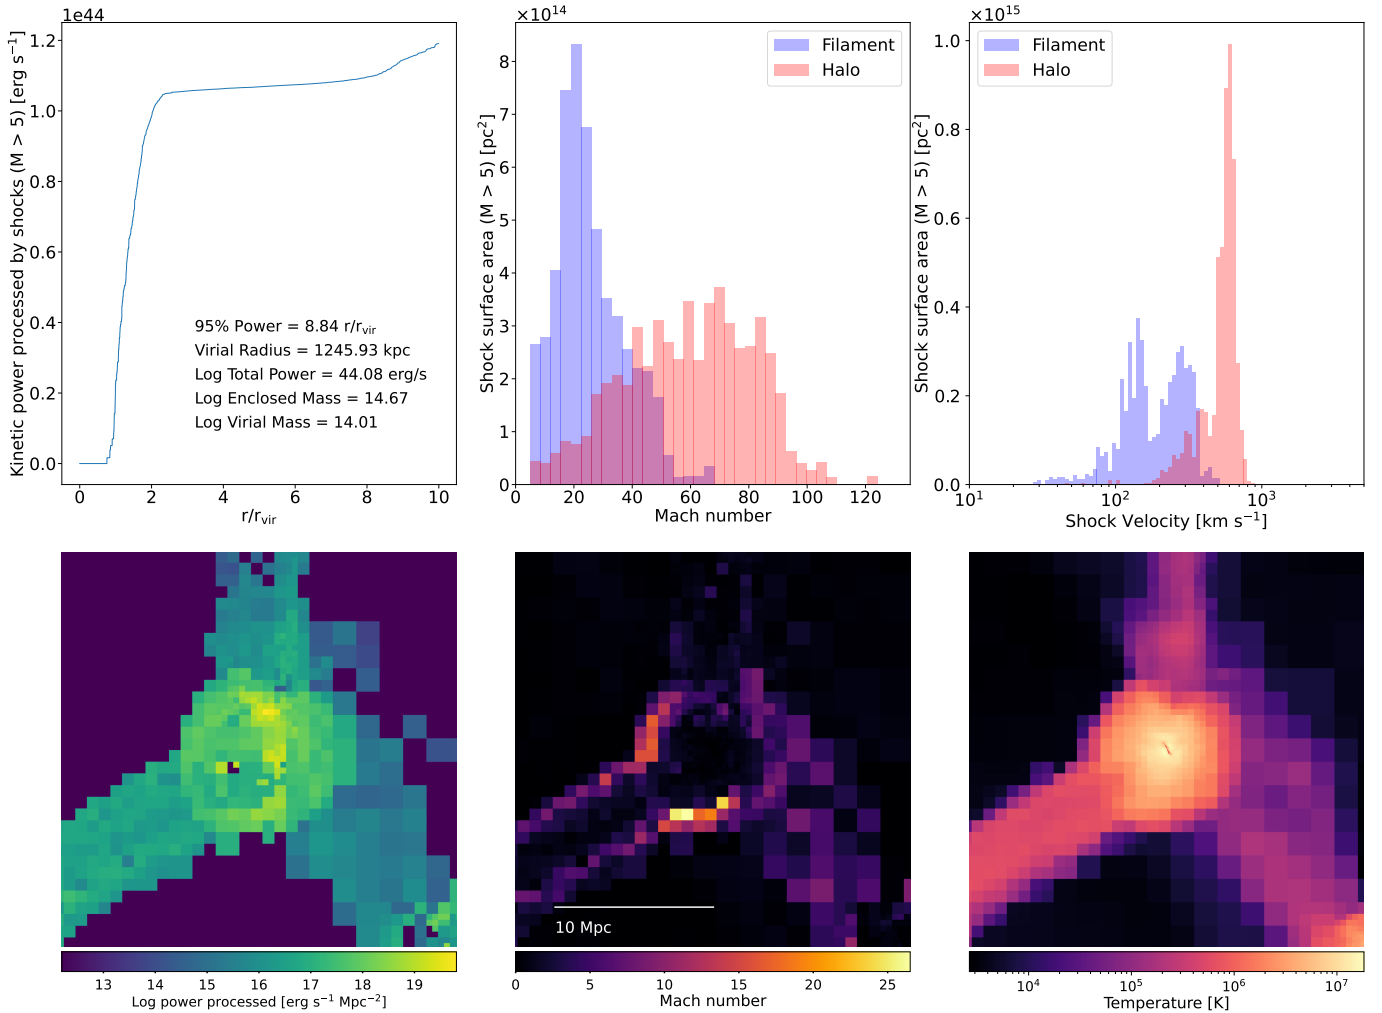 1e44
Kinetic power processed by shocks (M > 5) [erg s⁻¹]
1.2
1.0
0.8
0.6
0.4
0.2
0.0
95% Power = 8.84 r/r_vir
Virial Radius = 1245.93 kpc
Log Total Power = 44.08 erg/s
Log Enclosed Mass = 14.67
Log Virial Mass = 14.01
0 2 4 6 8 10
r/r_vir
×10¹⁴
Shock surface area (M > 5) [pc²]
8
7
6
5
4
3
2
1
0
Filament
Halo
0 20 40 60 80 100 120
Mach number
×10¹⁵
Shock surface area (M > 5) [pc²]
1.0
0.8
0.6
0.4
0.2
0.0
Filament
Halo
10¹ 10² 10³
Shock Velocity [km s⁻¹]
13 14 15 16 17 18 19
Log power processed [erg s⁻¹ Mpc⁻²]
10 Mpc
0 5 10 15 20 25
Mach number
10⁴ 10⁵ 10⁶ 10⁷
Temperature [K]